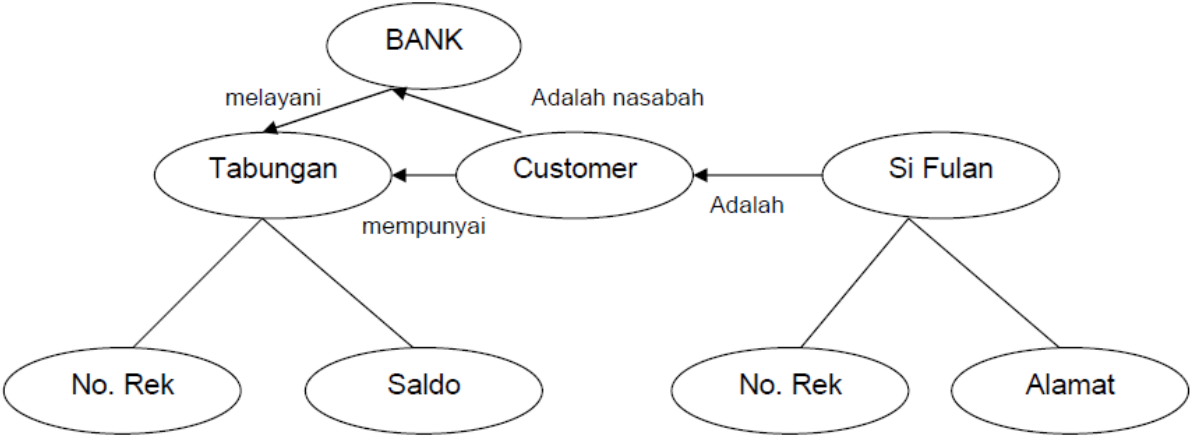 BANK
melayani
Adalah nasabah
Tabungan
Customer
Si Fulan
Adalah
mempunyai
No. Rek
Saldo
No. Rek
Alamat